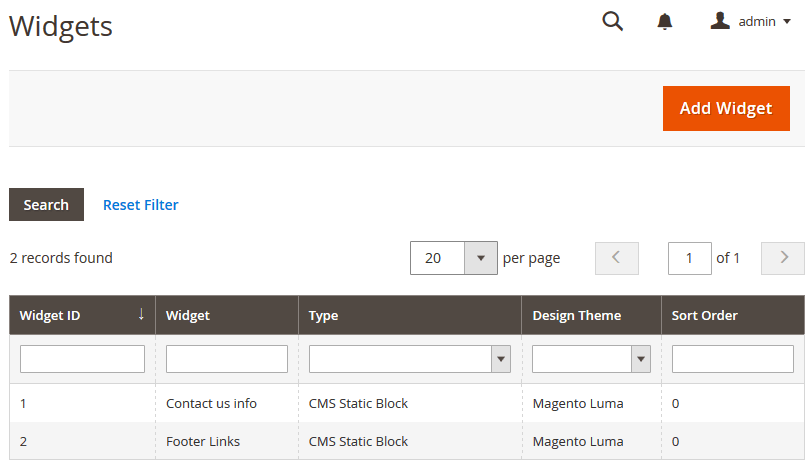 Widgets
admin
Add Widget
Search Reset Filter
2 records found 20 per page 1 of 1
Widget ID ↓ Widget Type Design Theme Sort Order
1 Contact us info CMS Static Block Magento Luma 0
2 Footer Links CMS Static Block Magento Luma 0